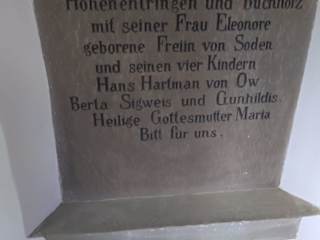 Hohenentringen und Buchholz
mit seiner Frau Eleonore
geborene Freiin von Soden
und seinen vier Kindern
Hans Hartman von Ow
Berta Sigweis und Gunhildis.
Heilige Gottesmutter Maria
Bitt für uns.